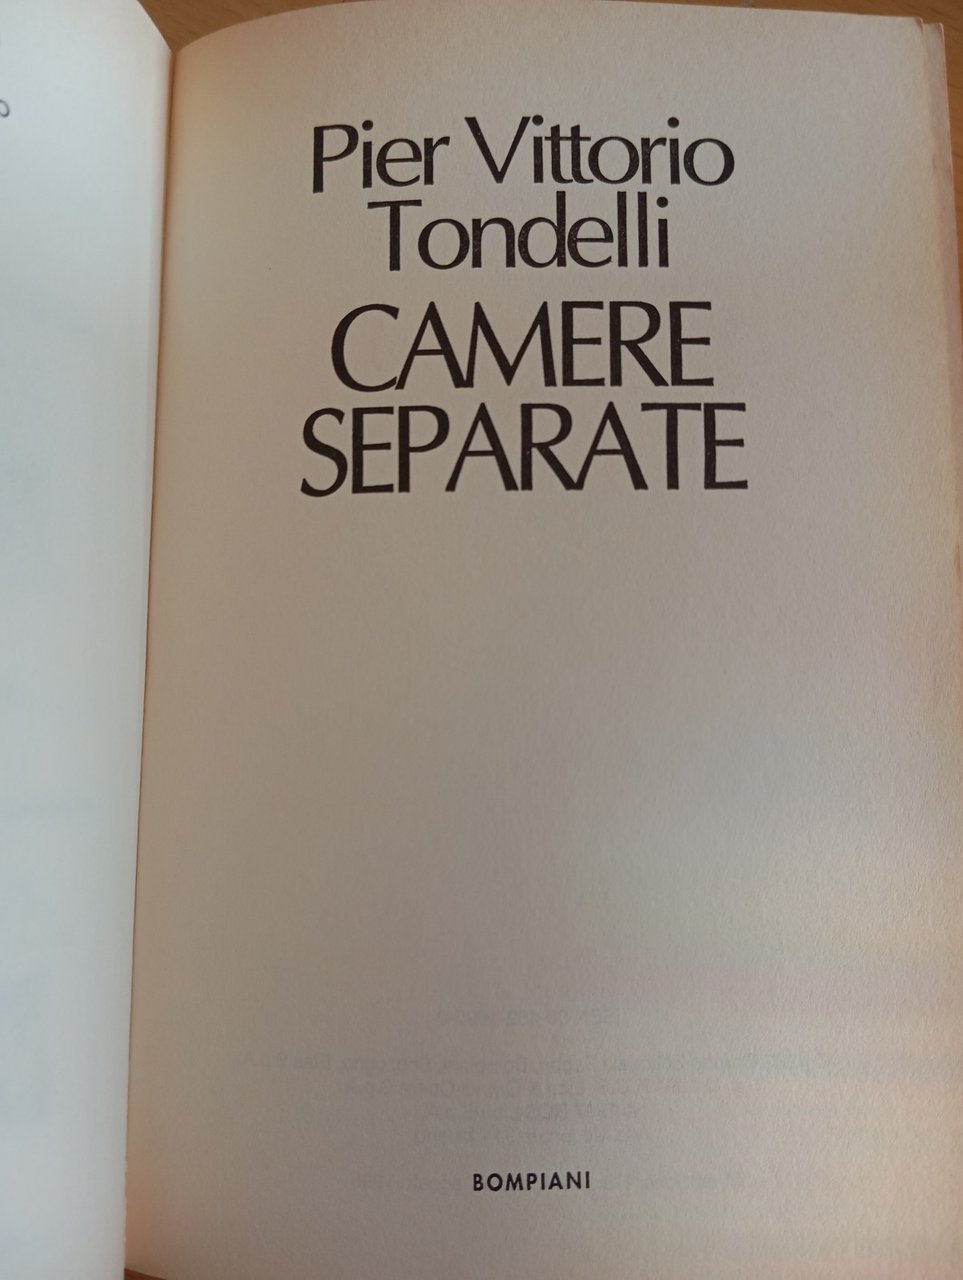 Pier Vittorio
Tondelli
CAMERE
SEPARATE
BOMPIANI